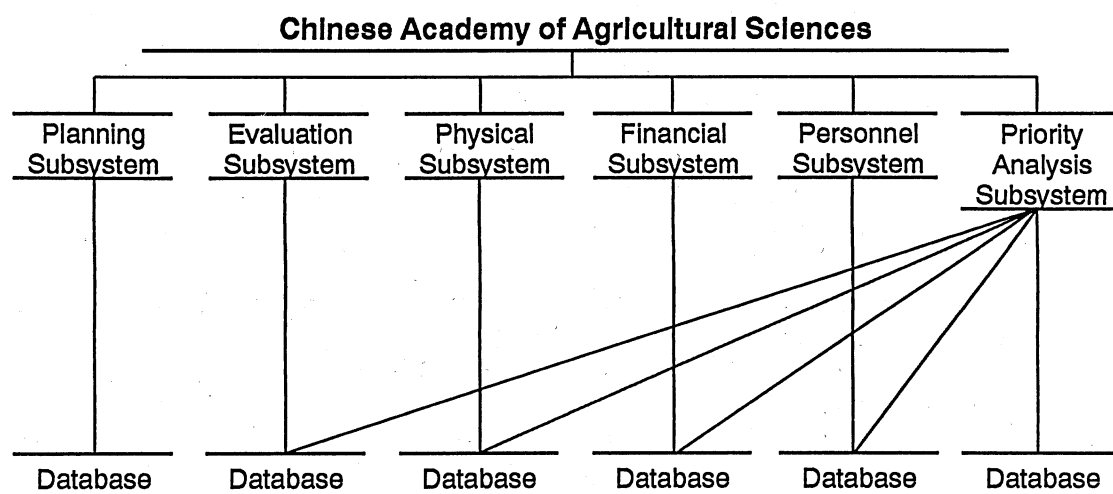 Chinese Academy of Agricultural Sciences
Planning
Subsystem
Evaluation
Subsystem
Physical
Subsystem
Financial
Subsystem
Personnel
Subsystem
Priority
Analysis
Subsystem
Database
Database
Database
Database
Database
Database